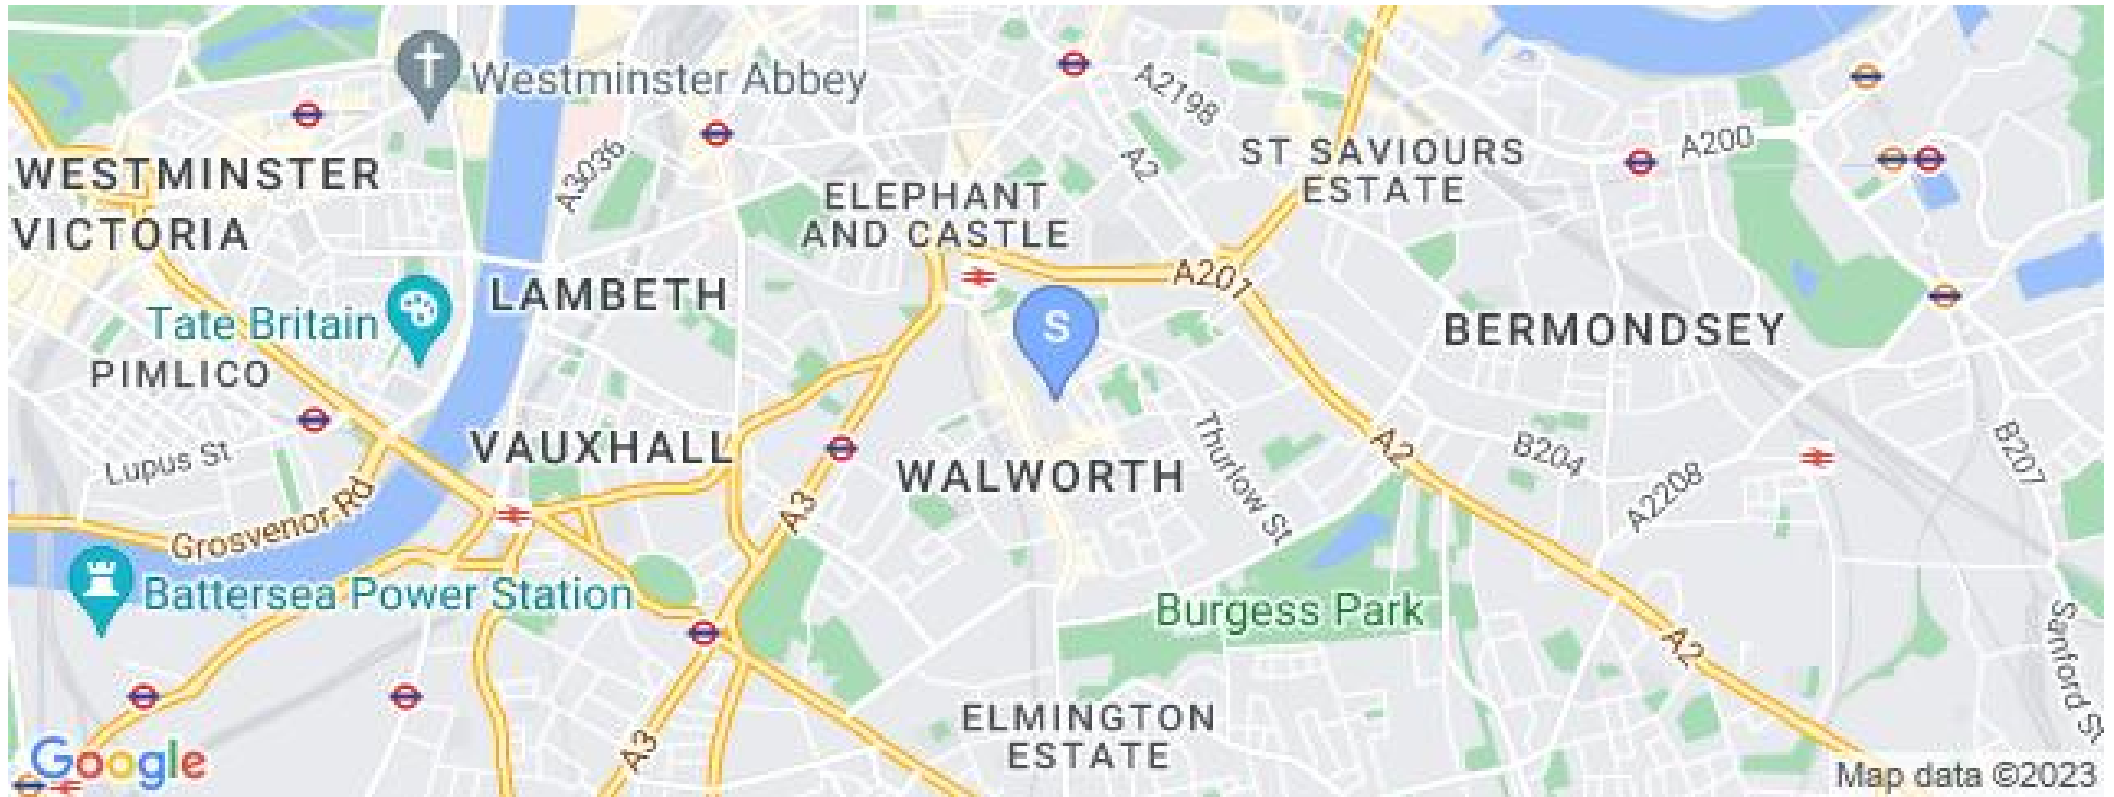 Westminster Abbey
A2198
A3036
A2
ST SAVIOURS
ESTATE
A200
WESTMINSTER
ELEPHANT
AND CASTLE
VICTORIA
A201
LAMBETH
S
Tate Britain
BERMONDSEY
PIMLICO
Lupus St
VAUXHALL
WALWORTH
Thurlow St
A2
B204
B207
A2208
A3
Grosvenor Rd
Battersea Power Station
Burgess Park
A2
Sanford St
ELMINGTON
ESTATE
A3
Google
Map data ©2023